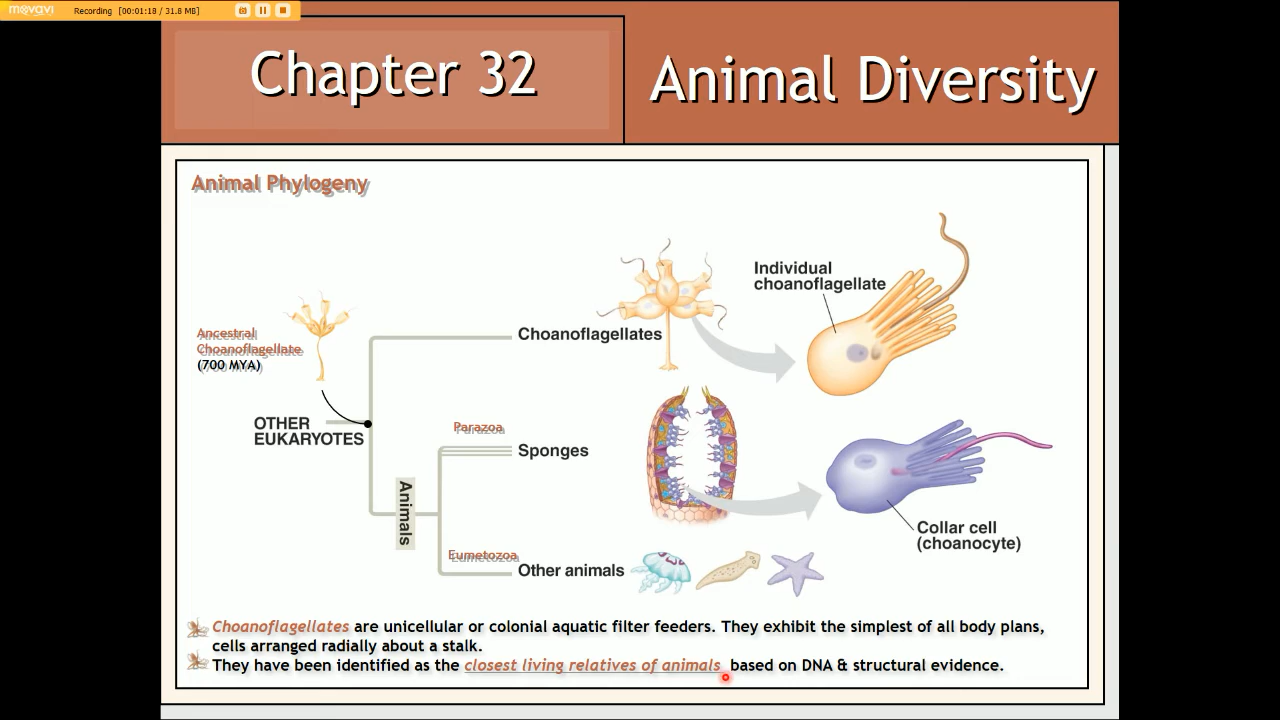 movavi Recording [00:01:18 / 31.8 MB]
Chapter 32
Animal Diversity
Animal Phylogeny
Individual
choanoflagellate
Ancestral
Choanoflagellate
(700 MYA)
Choanoflagellates
OTHER
EUKARYOTES
Parazoa
Sponges
Animals
Collar cell
(choanocyte)
Eumetozoa
Other animals
Choanoflagellates are unicellular or colonial aquatic filter feeders. They exhibit the simplest of all body plans,
cells arranged radially about a stalk.
They have been identified as the closest living relatives of animals based on DNA & structural evidence.